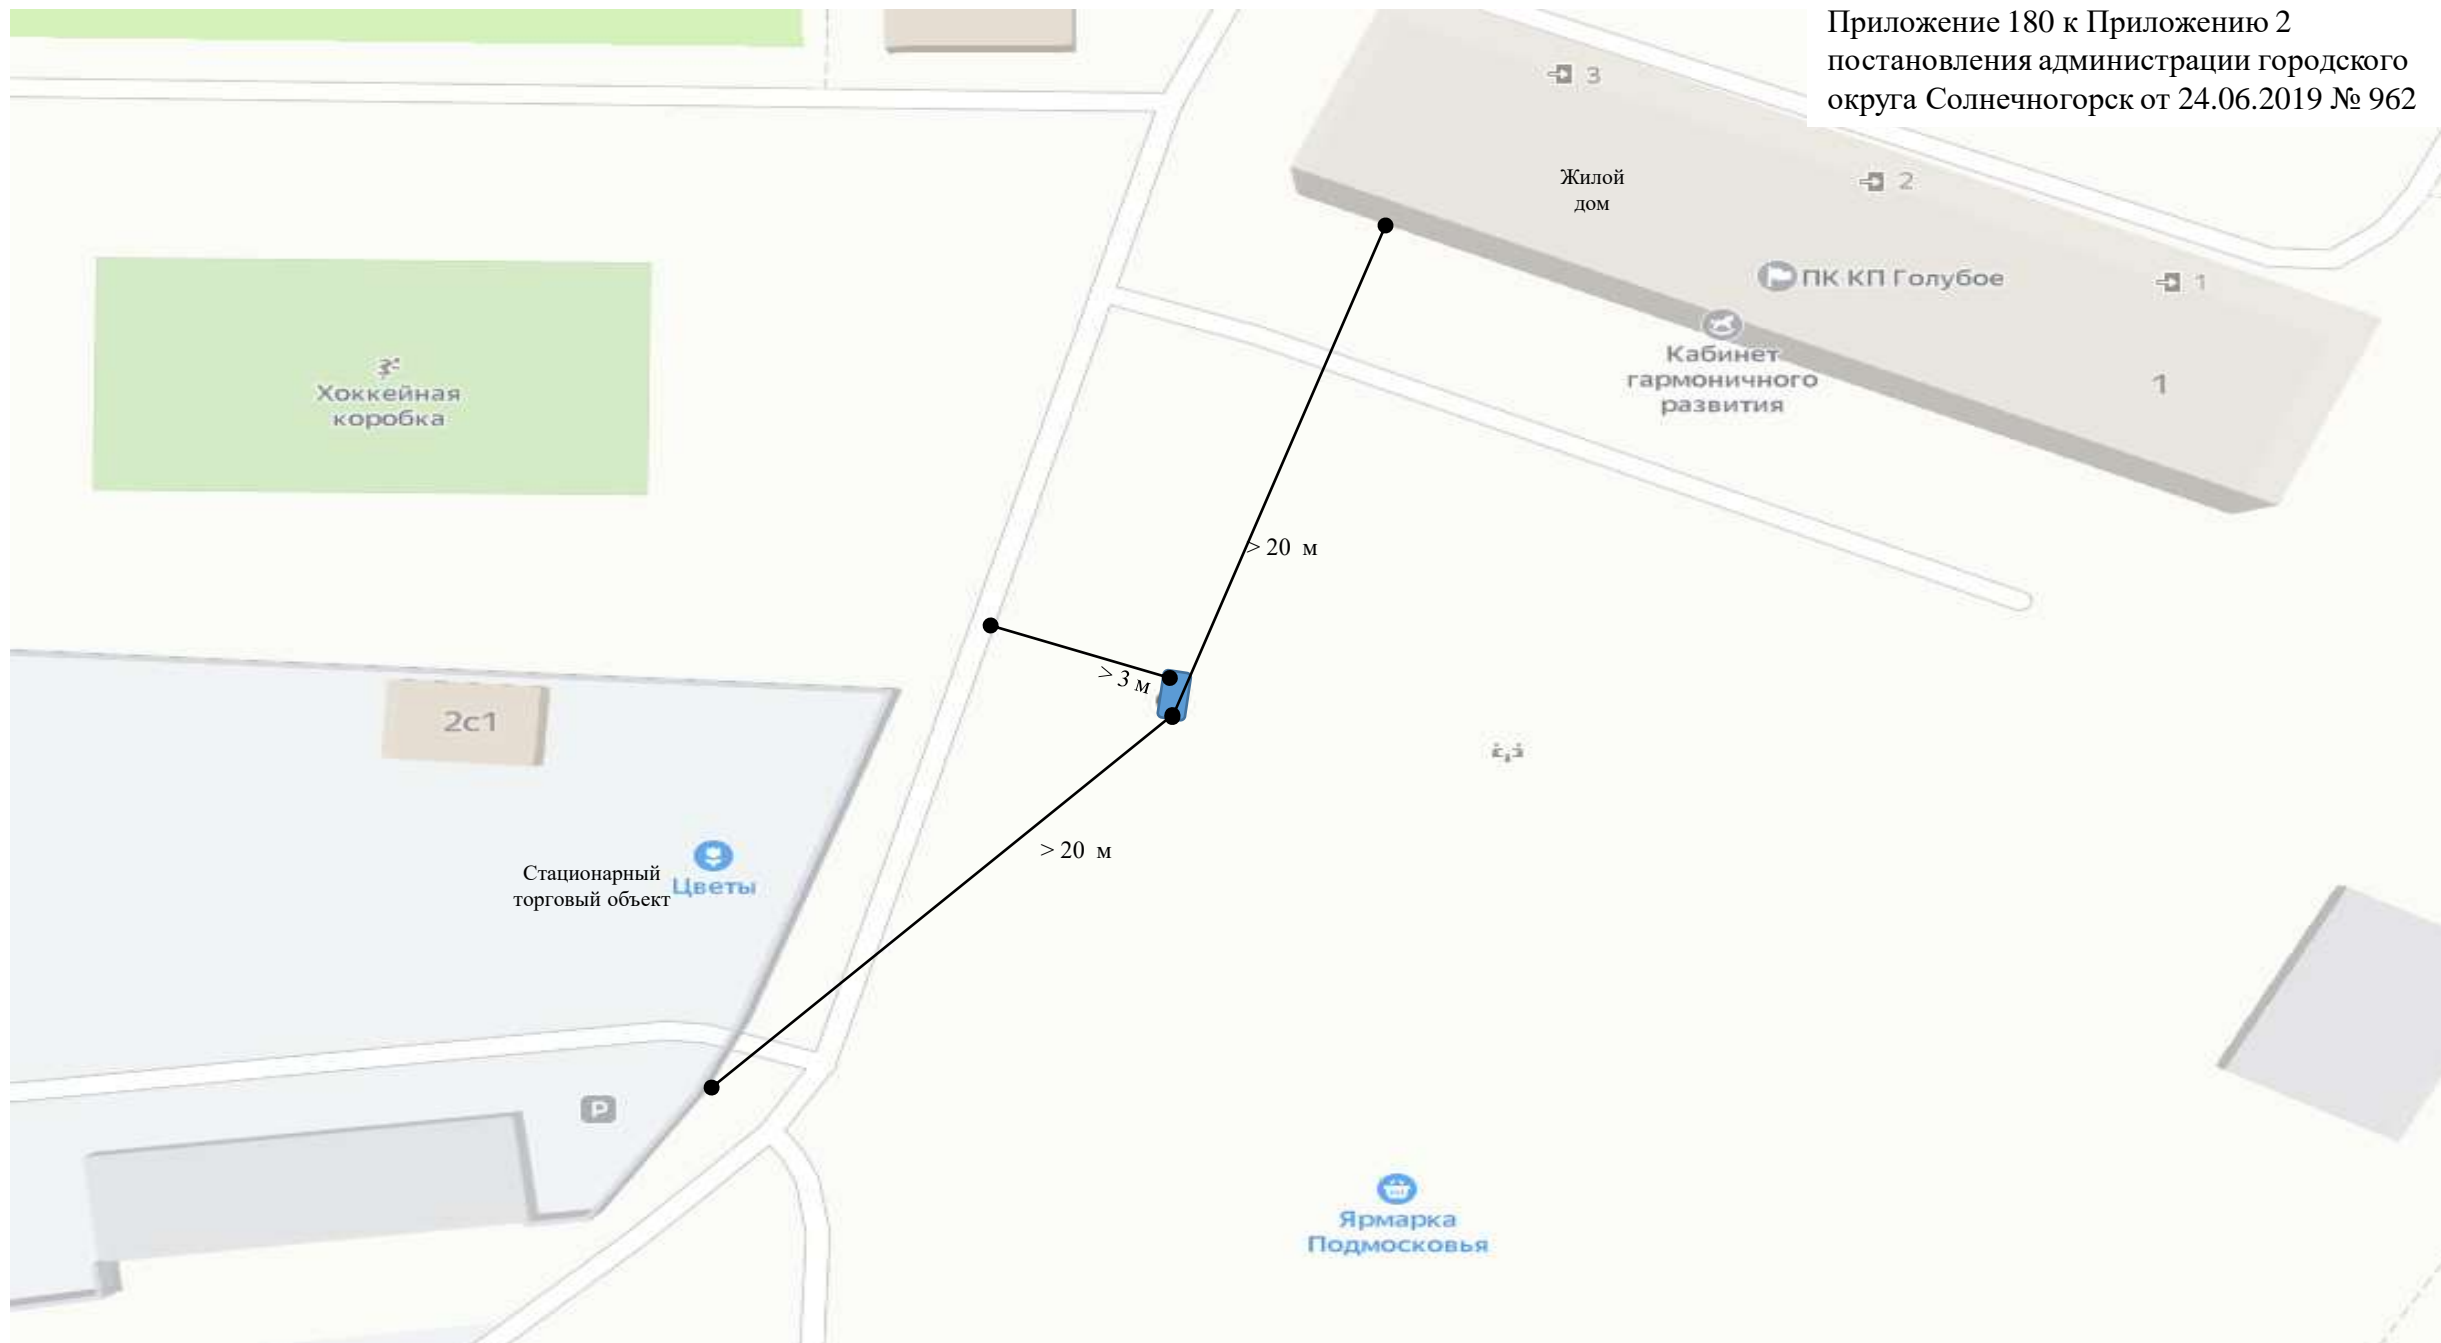 Приложение 180 к Приложению 2
постановления администрации городского
округа Солнечногорск от 24.06.2019 № 962
3
2
Жилой
дом
ПК КП Голубое
1
Кабинет
гармоничного
развития
1
Хоккейная
коробка
> 20 м
> 3 м
2с1
> 20 м
Стационарный
торговый объект
Цветы
P
Ярмарка
Подмосковья